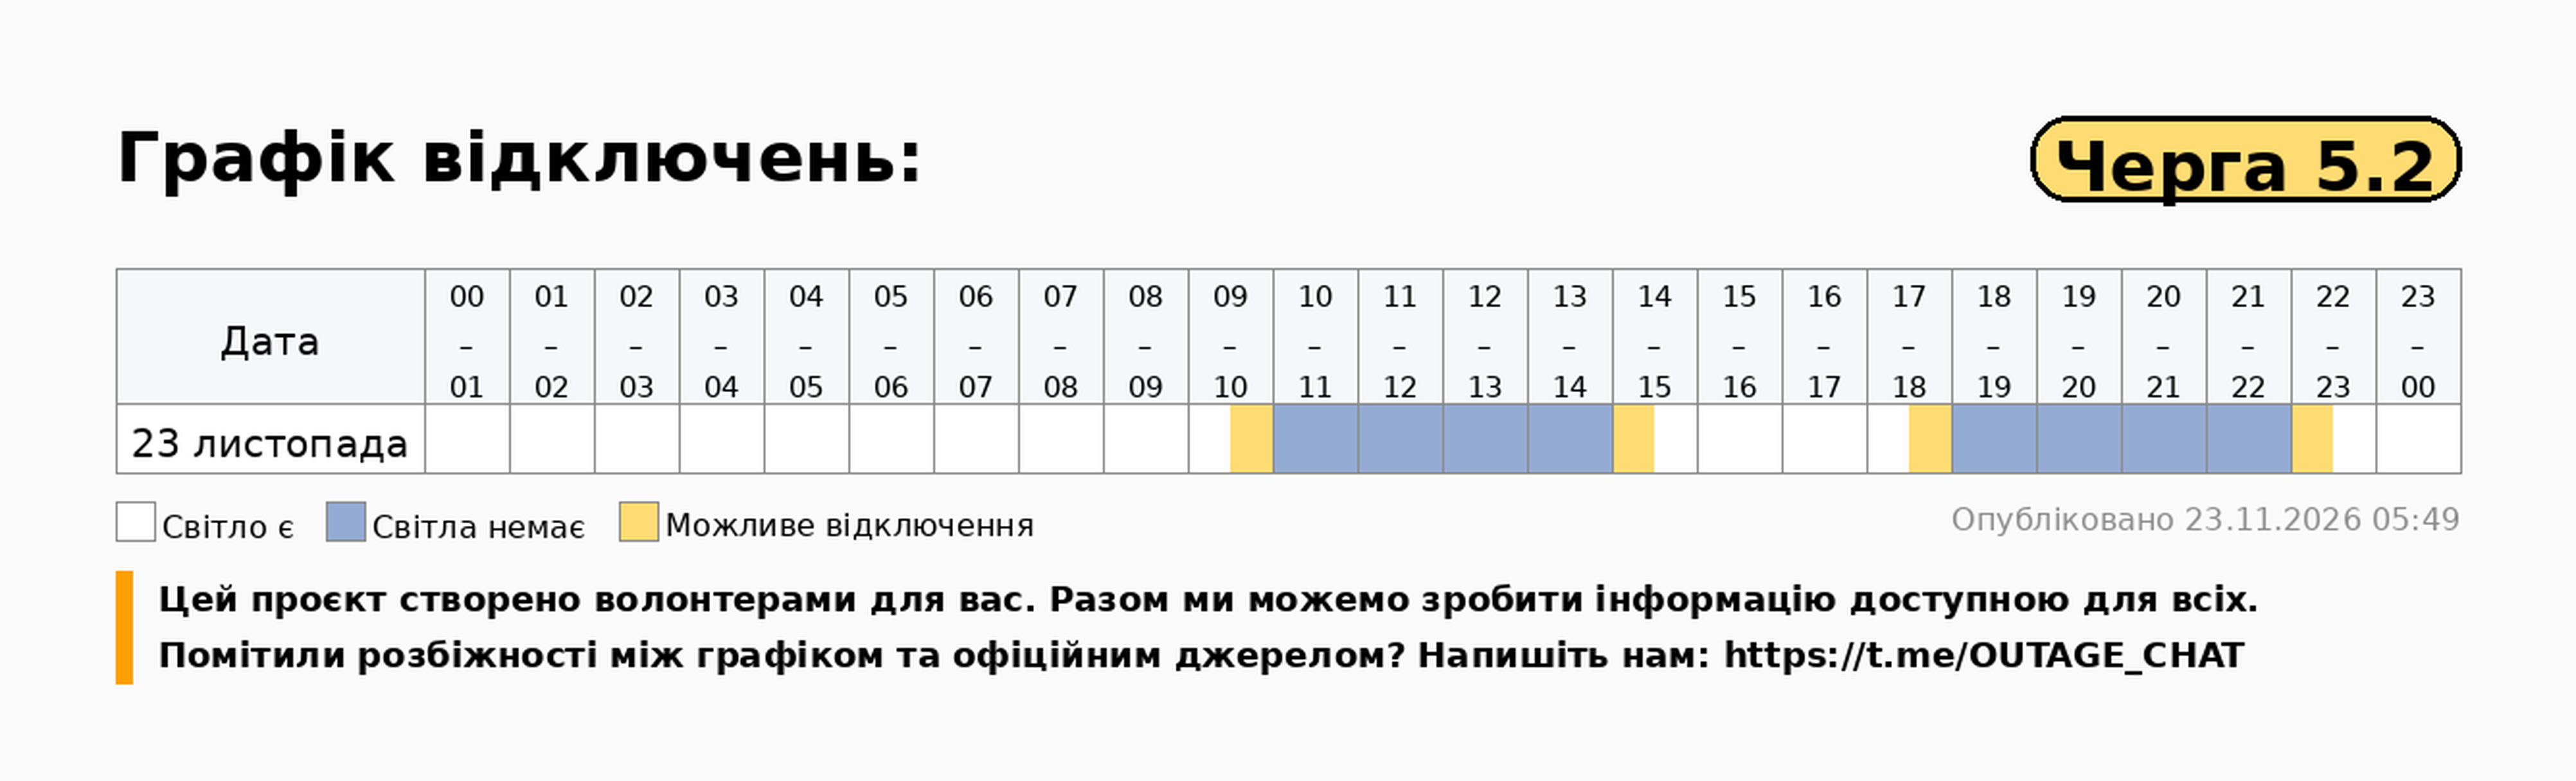 Графік відключень:
Черга 5.2
Дата
00 – 01
01 – 02
02 – 03
03 – 04
04 – 05
05 – 06
06 – 07
07 – 08
08 – 09
09 – 10
10 – 11
11 – 12
12 – 13
13 – 14
14 – 15
15 – 16
16 – 17
17 – 18
18 – 19
19 – 20
20 – 21
21 – 22
22 – 23
23 – 00
23 листопада
Світло є
Світла немає
Можливе відключення
Опубліковано 23.11.2026 05:49
Цей проєкт створено волонтерами для вас. Разом ми можемо зробити інформацію доступною для всіх.
Помітили розбіжності між графіком та офіційним джерелом? Напишіть нам: https://t.me/OUTAGE_CHAT